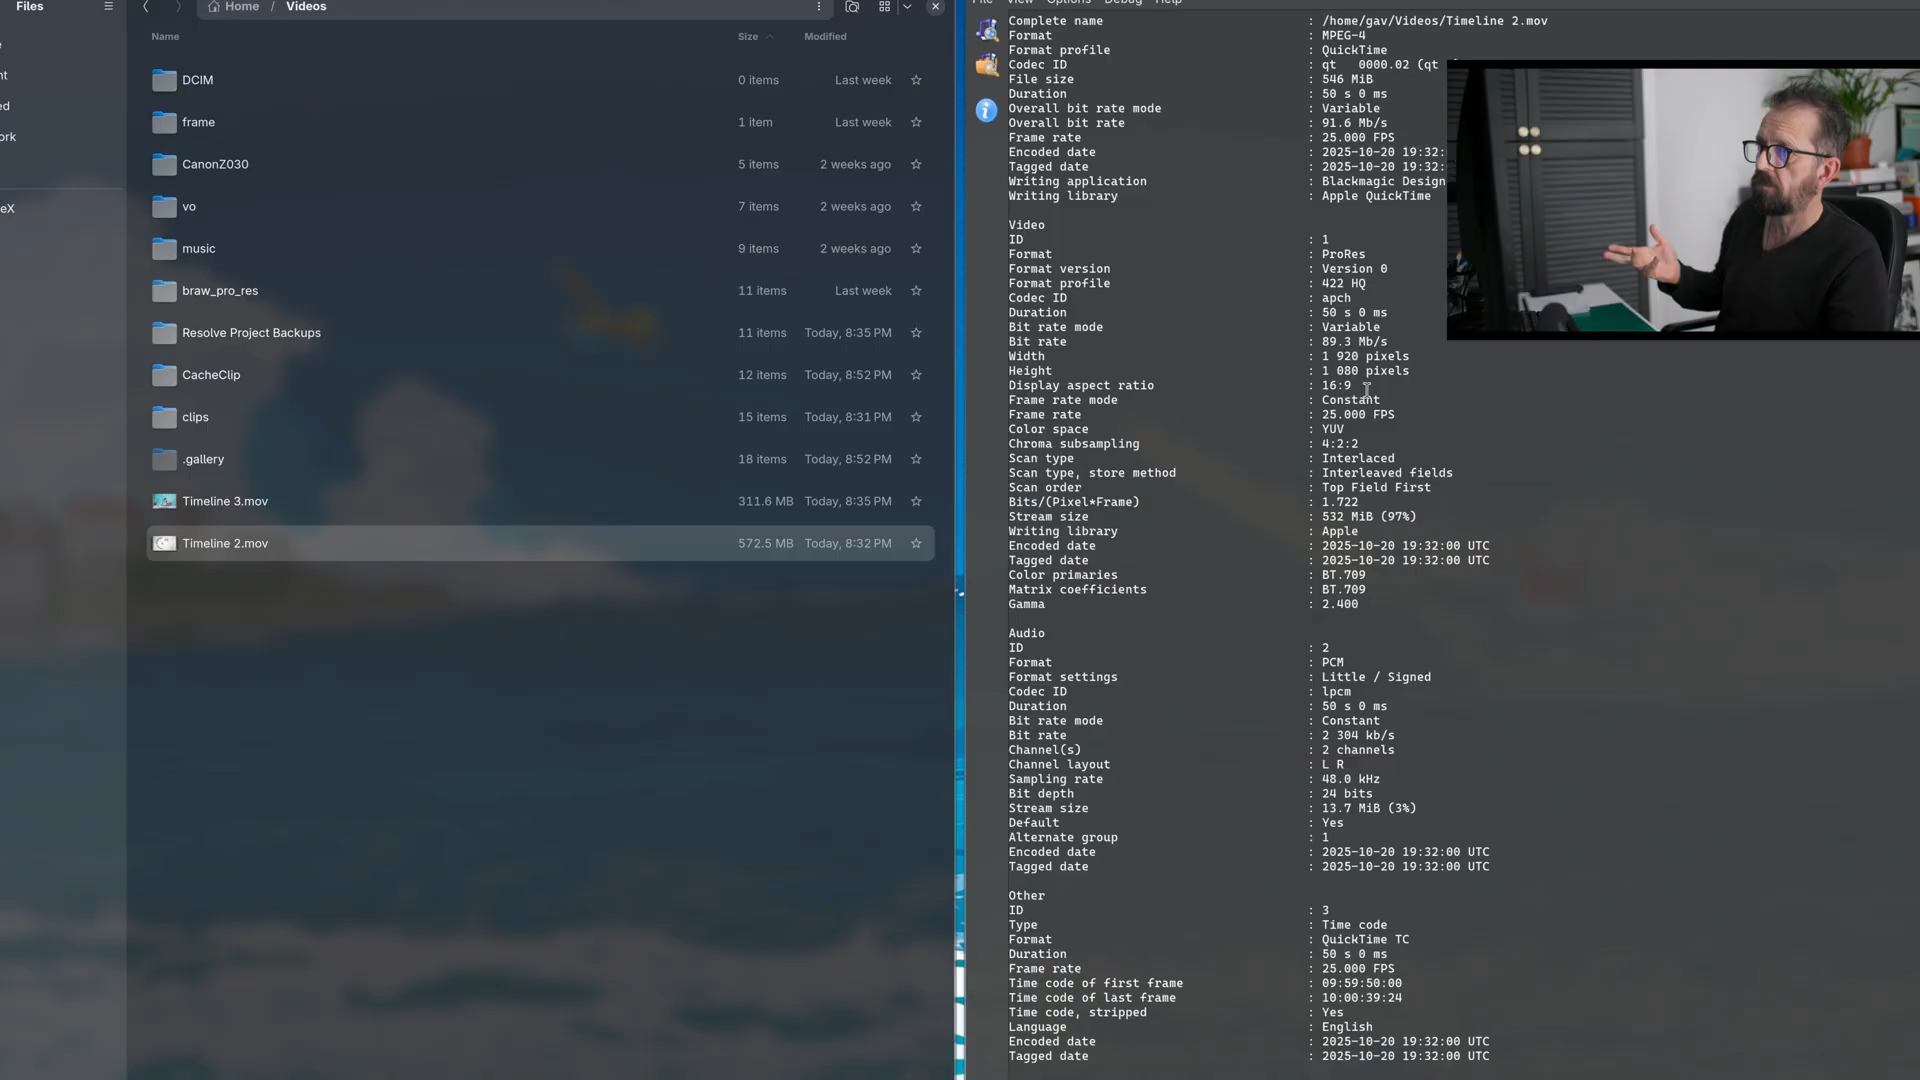 Files
Home / Videos
Name Size Modified
DCIM 0 items Last week
frame 1 item Last week
CanonZ030 5 items 2 weeks ago
vo 7 items 2 weeks ago
music 9 items 2 weeks ago
braw_pro_res 11 items Last week
Resolve Project Backups 11 items Today, 8:35 PM
CacheClip 12 items Today, 8:52 PM
clips 15 items Today, 8:31 PM
.gallery 18 items Today, 8:52 PM
Timeline 3.mov 311.6 MB Today, 8:35 PM
Timeline 2.mov 572.5 MB Today, 8:32 PM
nt
ed
ork
eX
File View Options Debug Help
Complete name : /home/gav/Videos/Timeline 2.mov
Format : MPEG-4
Format profile : QuickTime
Codec ID : qt 0000.02 (qt
File size : 546 MiB
Duration : 50 s 0 ms
Overall bit rate mode : Variable
Overall bit rate : 91.6 Mb/s
Frame rate : 25.000 FPS
Encoded date : 2025-10-20 19:32:
Tagged date : 2025-10-20 19:32:
Writing application : Blackmagic Design
Writing library : Apple QuickTime
Video
ID : 1
Format : ProRes
Format version : Version 0
Format profile : 422 HQ
Codec ID : apch
Duration : 50 s 0 ms
Bit rate mode : Variable
Bit rate : 89.3 Mb/s
Width : 1 920 pixels
Height : 1 080 pixels
Display aspect ratio : 16:9
Frame rate mode : Constant
Frame rate : 25.000 FPS
Color space : YUV
Chroma subsampling : 4:2:2
Scan type : Interlaced
Scan type, store method : Interleaved fields
Scan order : Top Field First
Bits/(Pixel*Frame) : 1.722
Stream size : 532 MiB (97%)
Writing library : Apple
Encoded date : 2025-10-20 19:32:00 UTC
Tagged date : 2025-10-20 19:32:00 UTC
Color primaries : BT.709
Matrix coefficients : BT.709
Gamma : 2.400
Audio
ID : 2
Format : PCM
Format settings : Little / Signed
Codec ID : lpcm
Duration : 50 s 0 ms
Bit rate mode : Constant
Bit rate : 2 304 kb/s
Channel(s) : 2 channels
Channel layout : L R
Sampling rate : 48.0 kHz
Bit depth : 24 bits
Stream size : 13.7 MiB (3%)
Default : Yes
Alternate group : 1
Encoded date : 2025-10-20 19:32:00 UTC
Tagged date : 2025-10-20 19:32:00 UTC
Other
ID : 3
Type : Time code
Format : QuickTime TC
Duration : 50 s 0 ms
Frame rate : 25.000 FPS
Time code of first frame : 09:59:50:00
Time code of last frame : 10:00:39:24
Time code, stripped : Yes
Language : English
Encoded date : 2025-10-20 19:32:00 UTC
Tagged date : 2025-10-20 19:32:00 UTC